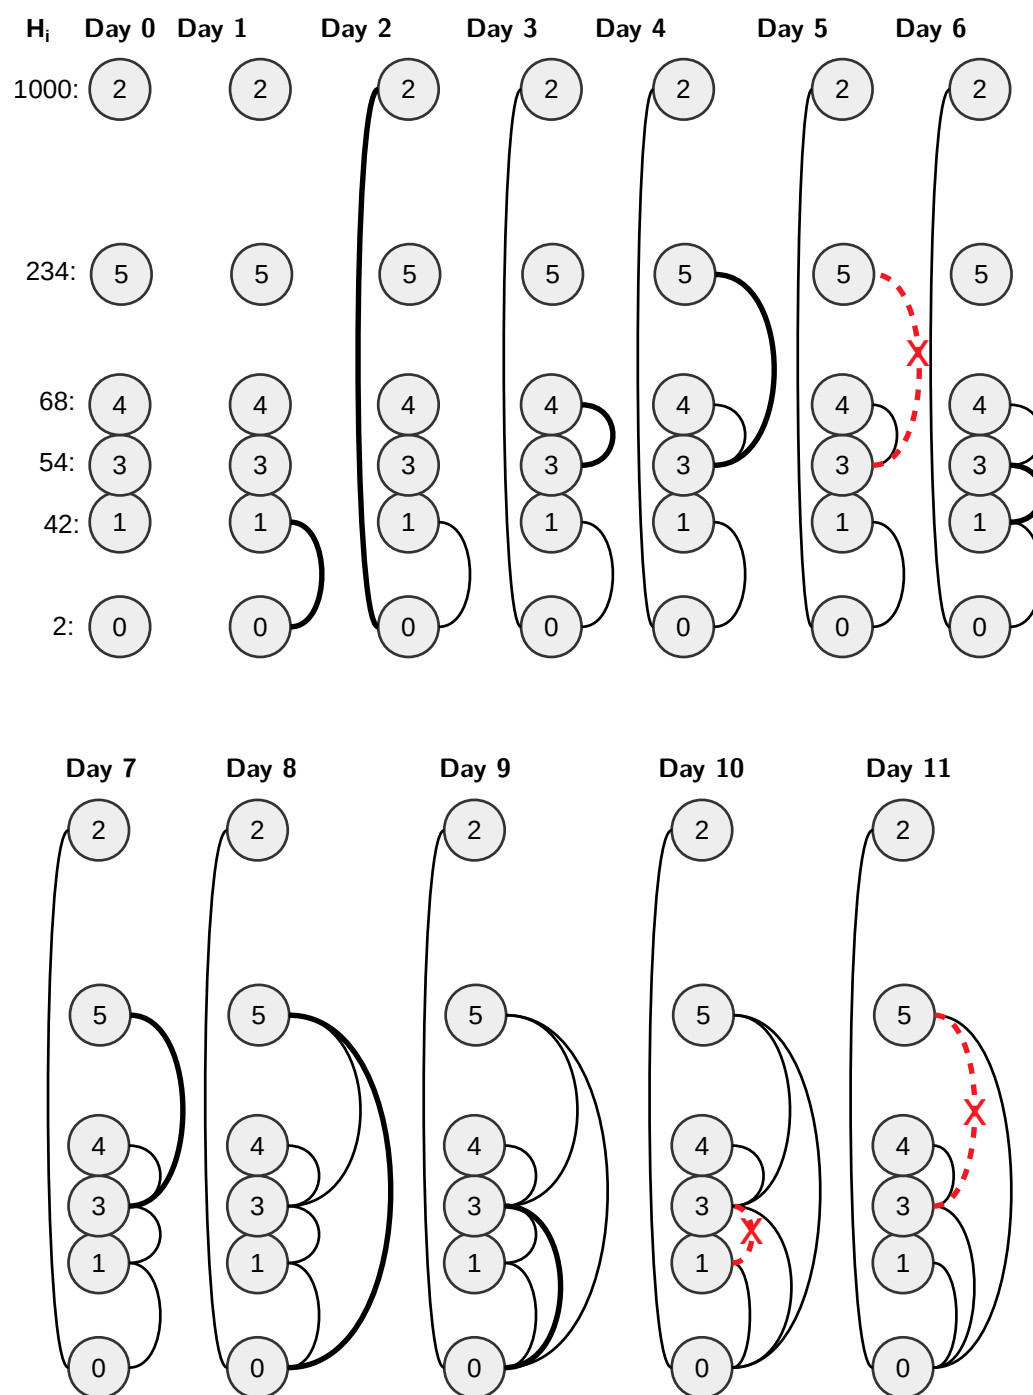 Hi Day 0 Day 1 Day 2 Day 3 Day 4 Day 5 Day 6
1000: 2 2 2 2 2 2 2
234: 5 5 5 5 5 5 5
X
68: 4 4 4 4 4 4 4
54: 3 3 3 3 3 3 3
42: 1 1 1 1 1 1 1
2: 0 0 0 0 0 0 0
Day 7 Day 8 Day 9 Day 10 Day 11
2 2 2 2 2
5 5 5 5 5
X
4 4 4 4 4
3 3 3 3 3
X
1 1 1 1 1
0 0 0 0 0